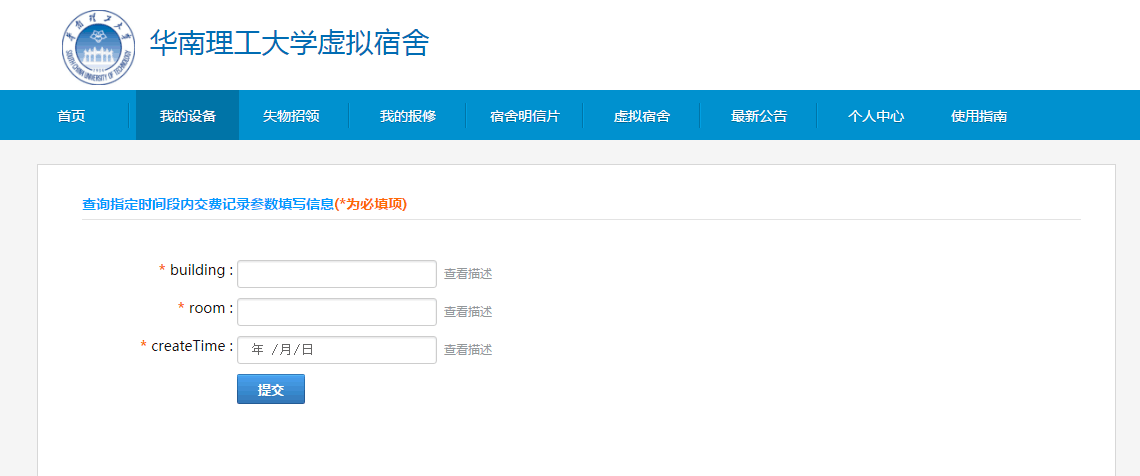 华南理工大学
SOUTH CHINA UNIVERSITY OF TECHNOLOGY
华南理工大学虚拟宿舍
首页 我的设备 失物招领 我的报修 宿舍明信片 虚拟宿舍 最新公告 个人中心 使用指南
查询指定时间段内交费记录参数填写信息(*为必填项)
* building : 查看描述
* room : 查看描述
* createTime : 年 /月/日 查看描述
提交